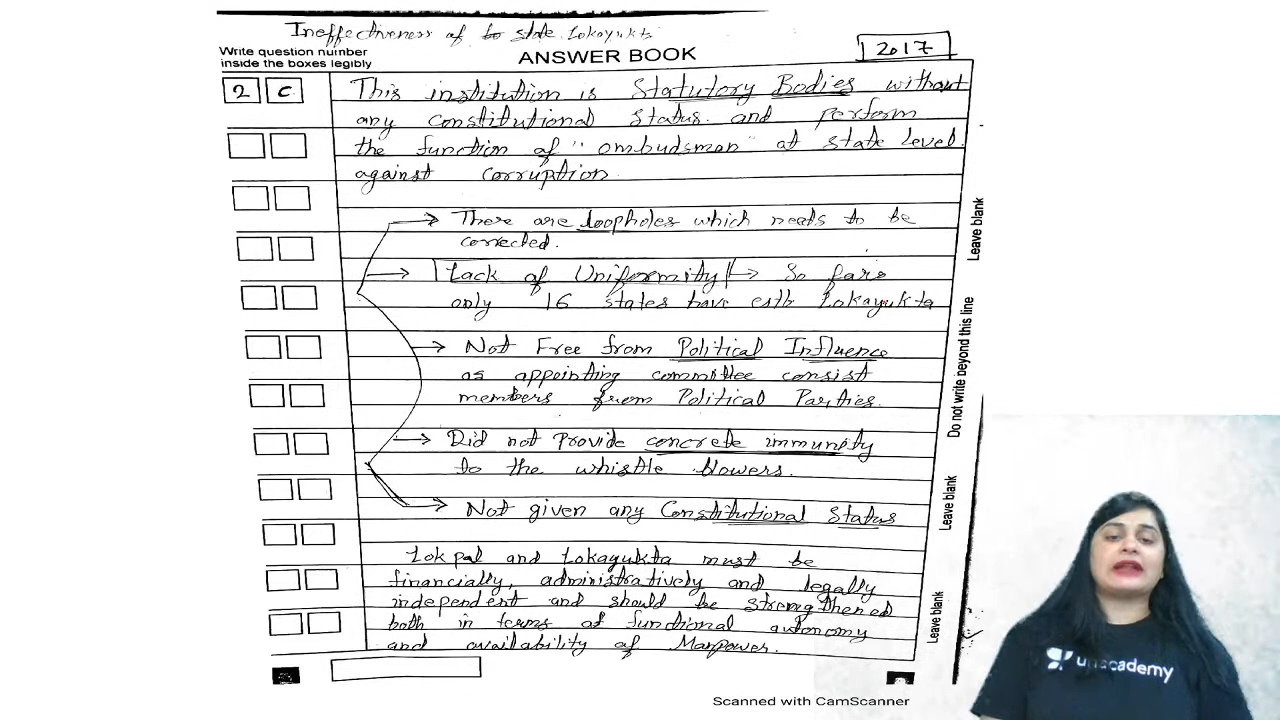 Ineffectiveness of to state Lokayukta
Write question number
inside the boxes legibly
ANSWER BOOK
2017
2 C
This institution is Statutory Bodies without
any constitutional status. and perform
the function of "ombudsman" at state level.
against corruption.
→ There are loopholes which needs to be
corrected.
→ Lack of Uniformity → So fars
only 16 states have estb Lokayukta
→ Not Free from Political Influence
as appointing committee consist
members from Political Parties.
→ Did not Provide concrete immunity
to the whistle blowers.
→ Not given any Constitutional Status
Lokpal and Lokayukta must be
financially, administratively and legally
independent and should be strengthened
both in terms of functional autonomy
and availability of Manpower.
Leave blank
Do not write beyond this line
Leave blank
Leave blank
Scanned with CamScanner
unacademy